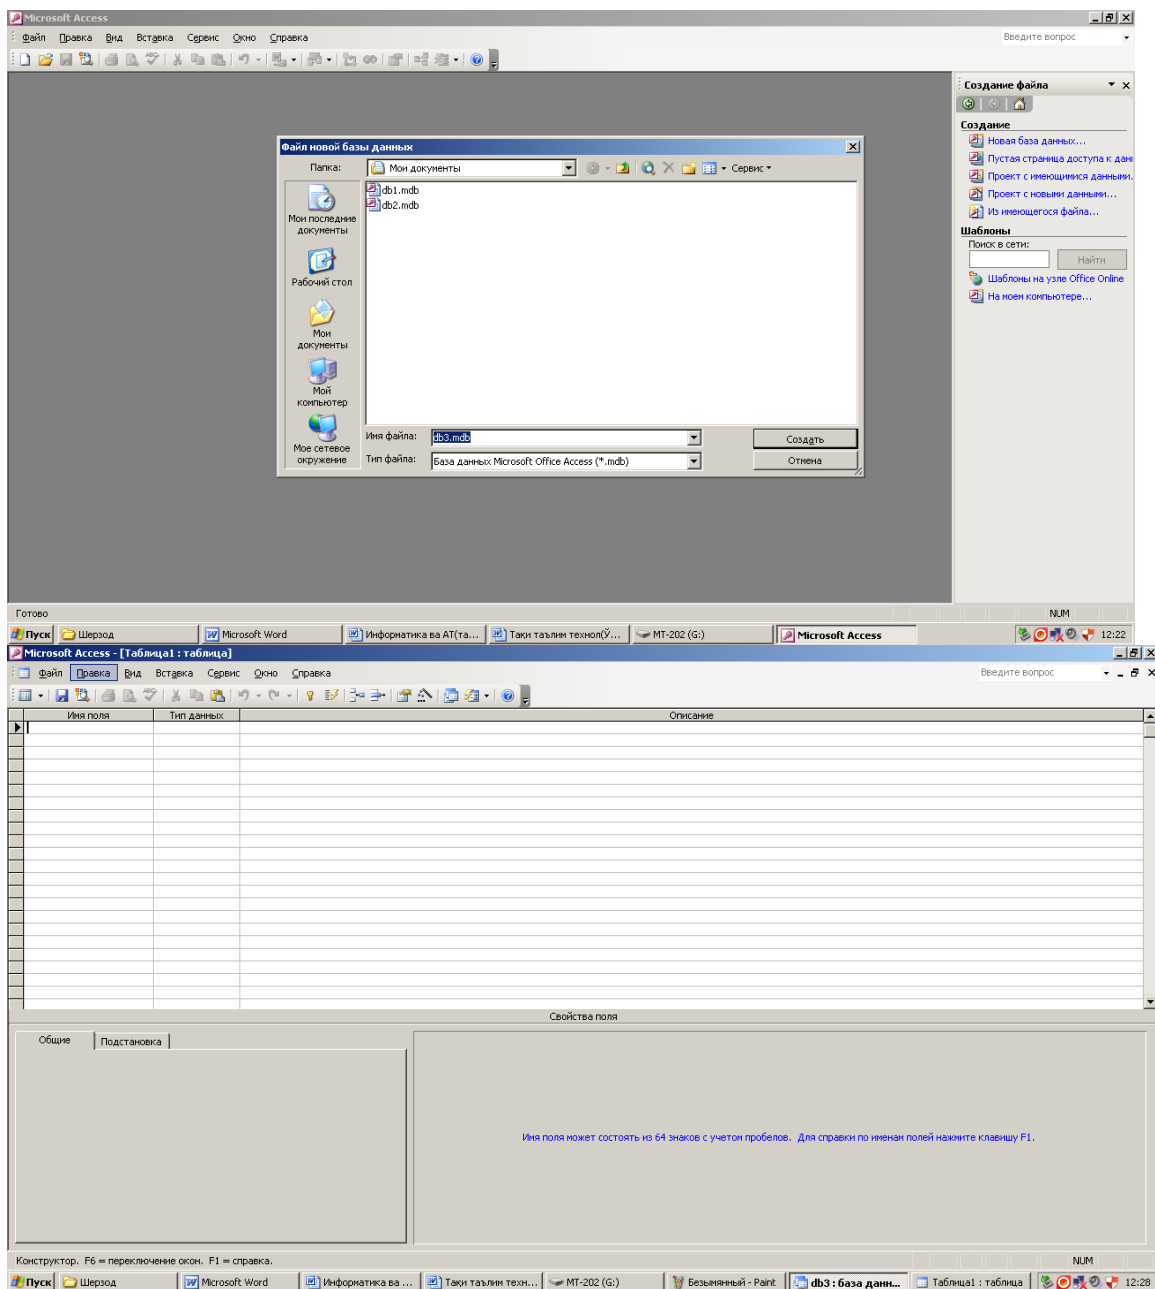 Microsoft Access
Файл Правка Вид Вставка Сервис Окно Справка Введите вопрос
Создание файла
Создание
Новая база данных...
Пустая страница доступа к дан
Проект с имеющимися данными.
Проект с новыми данными...
Из имеющегося файла...
Шаблоны
Поиск в сети:
Найти
Шаблоны на узле Office Online
На моем компьютере...
Файл новой базы данных
Папка: Мои документы Сервис
db1.mdb
db2.mdb
Мои последние
документы
Рабочий стол
Мои
документы
Мой
компьютер
Мое сетевое
окружение
Имя файла: db3.mdb Создать
Тип файла: База данных Microsoft Office Access (*.mdb) Отмена
Готово NUM
Пуск Шерзод Microsoft Word Информатика ва АТ(та... Таќи таълим технол(Ў... MT-202 (G:) Microsoft Access 12:22
Microsoft Access - [Таблица1 : таблица]
Файл Правка Вид Вставка Сервис Окно Справка Введите вопрос
Имя поля Тип данных Описание
Свойства поля
Общие Подстановка
Имя поля может состоять из 64 знаков с учетом пробелов. Для справки по именам полей нажмите клавишу F1.
Конструктор. F6 = переключение окон. F1 = справка. NUM
Пуск Шерзод Microsoft Word Информатика ва ... Таќи таълим техн... MT-202 (G:) Безымянный - Paint db3 : база данн... Таблица1 : таблица 12:28